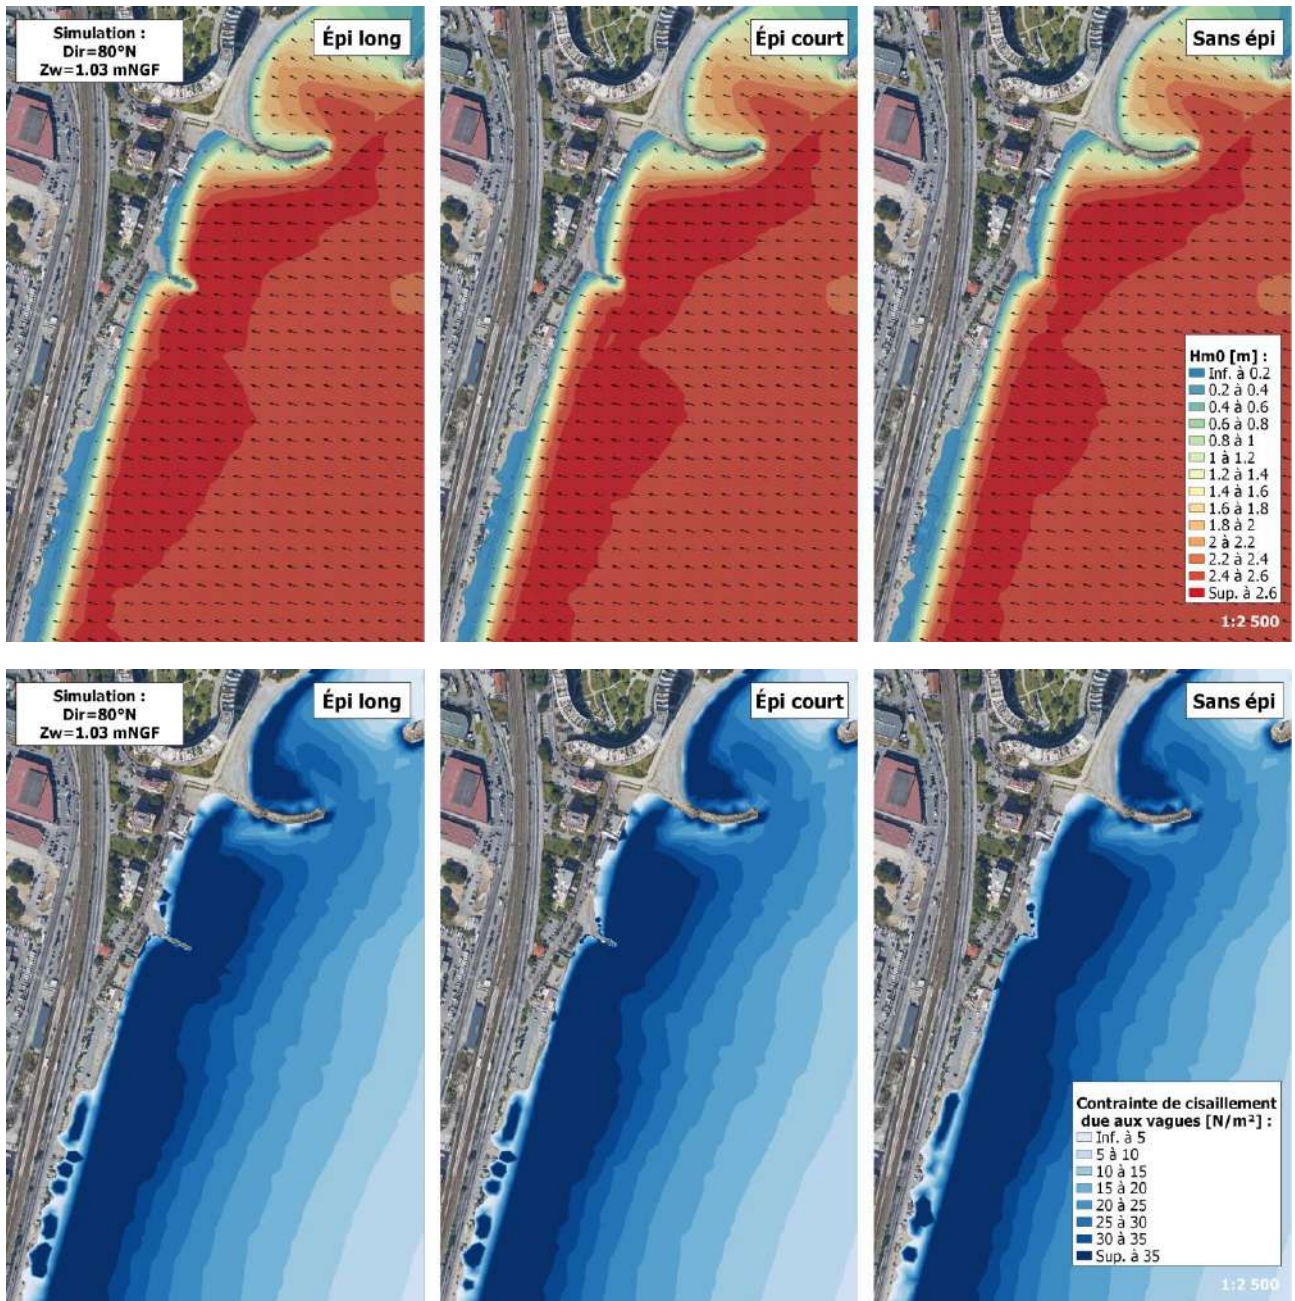 Simulation :
Dir=80°N
Zw=1.03 mNGF
Épi long
Épi court
Sans épi
Hm0 [m] :
Inf. à 0.2
0.2 à 0.4
0.4 à 0.6
0.6 à 0.8
0.8 à 1
1 à 1.2
1.2 à 1.4
1.4 à 1.6
1.6 à 1.8
1.8 à 2
2 à 2.2
2.2 à 2.4
2.4 à 2.6
Sup. à 2.6
1:2 500
Simulation :
Dir=80°N
Zw=1.03 mNGF
Épi long
Épi court
Sans épi
Contrainte de cisaillement
due aux vagues [N/m²] :
Inf. à 5
5 à 10
10 à 15
15 à 20
20 à 25
25 à 30
30 à 35
Sup. à 35
1:2 500